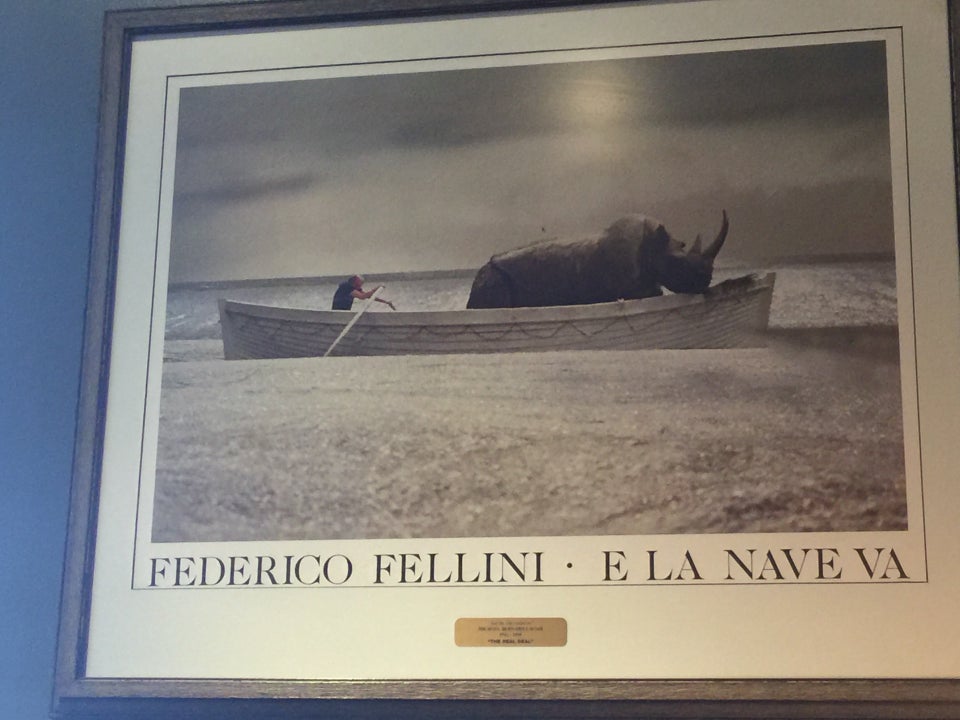 FEDERICO FELLINI · E LA NAVE VA
"THE REAL DEAL"